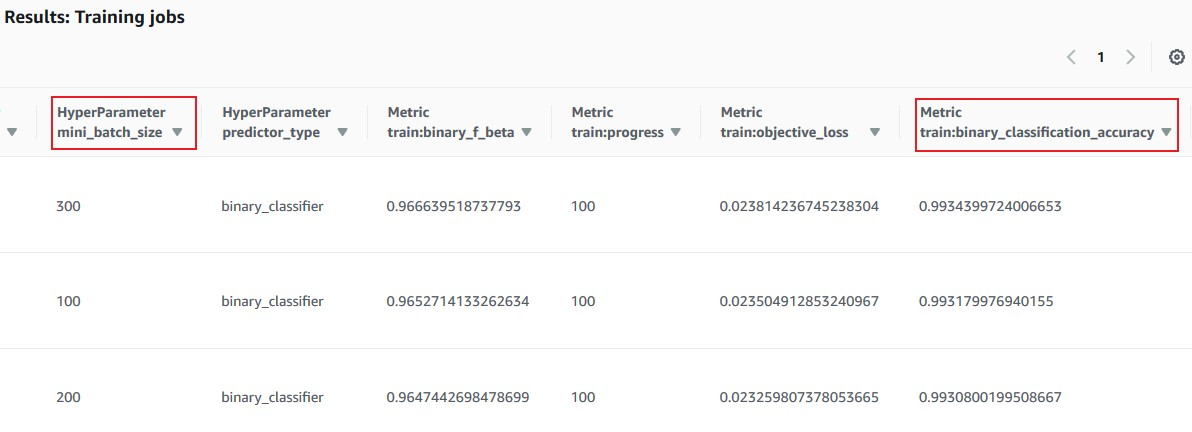 Results: Training jobs
1
HyperParameter mini_batch_size HyperParameter predictor_type Metric train:binary_f_beta Metric train:progress Metric train:objective_loss Metric train:binary_classification_accuracy
300 binary_classifier 0.966639518737793 100 0.023814236745238304 0.9934399724006653
100 binary_classifier 0.9652714133262634 100 0.023504912853240967 0.993179976940155
200 binary_classifier 0.9647442698478699 100 0.023259807378053665 0.9930800199508667